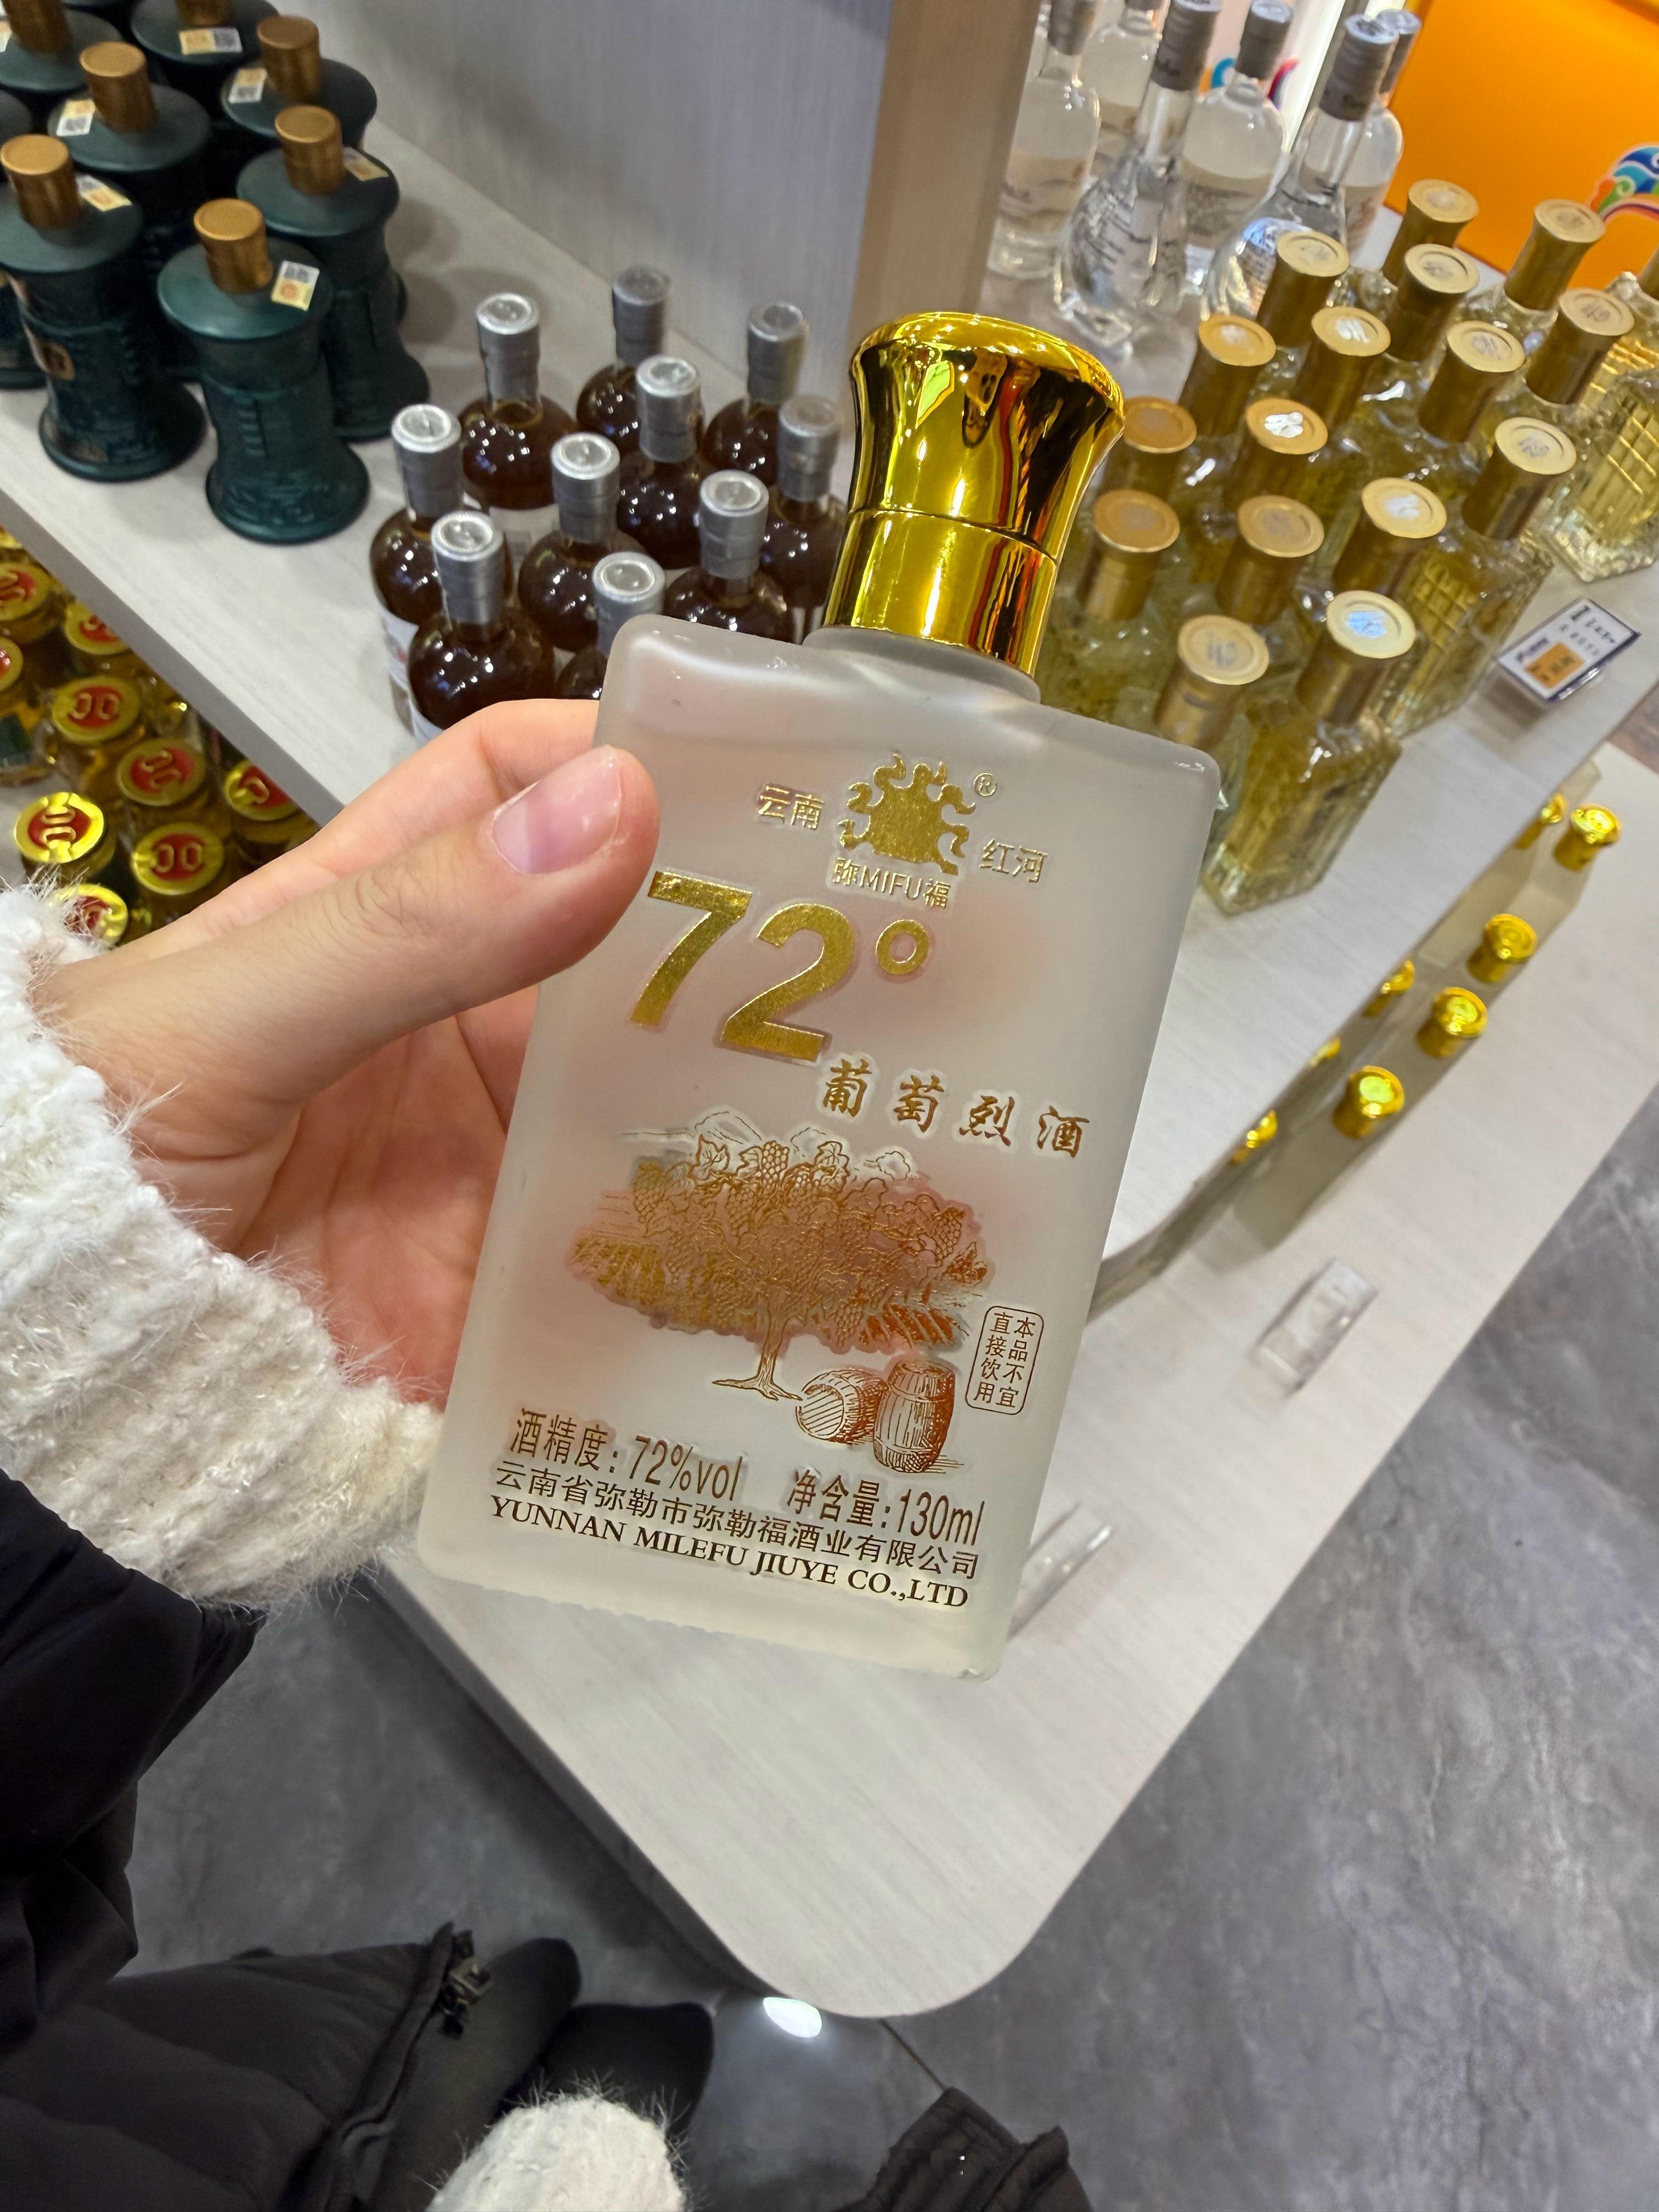 云南
®
红河
弥MIFU福
72°
葡萄烈酒
本品不宜
直接饮用
酒精度:72%vol 净含量:130ml
云南省弥勒市弥勒福酒业有限公司
YUNNAN MILEFU JIUYE CO.,LTD